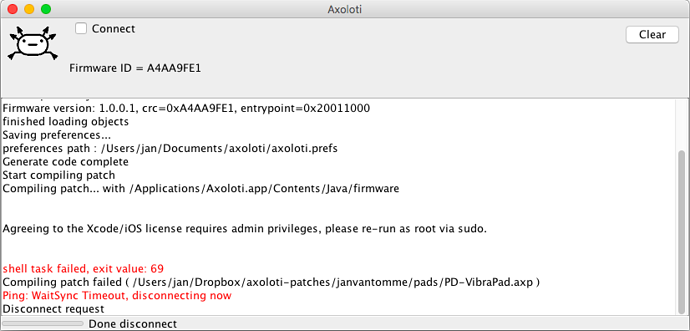 Axoloti
Connect
Clear
Firmware ID = A4AA9FE1
Firmware version: 1.0.0.1, crc=0xA4AA9FE1, entrypoint=0x20011000
finished loading objects
Saving preferences...
preferences path : /Users/jan/Documents/axoloti/axoloti.prefs
Generate code complete
Start compiling patch
Compiling patch... with /Applications/Axoloti.app/Contents/Java/firmware
Agreeing to the Xcode/iOS license requires admin privileges, please re-run as root via sudo.
shell task failed, exit value: 69
Compiling patch failed ( /Users/jan/Dropbox/axoloti-patches/janvantomme/pads/PD-VibraPad.axp )
Ping: WaitSync Timeout, disconnecting now
Disconnect request
Done disconnect